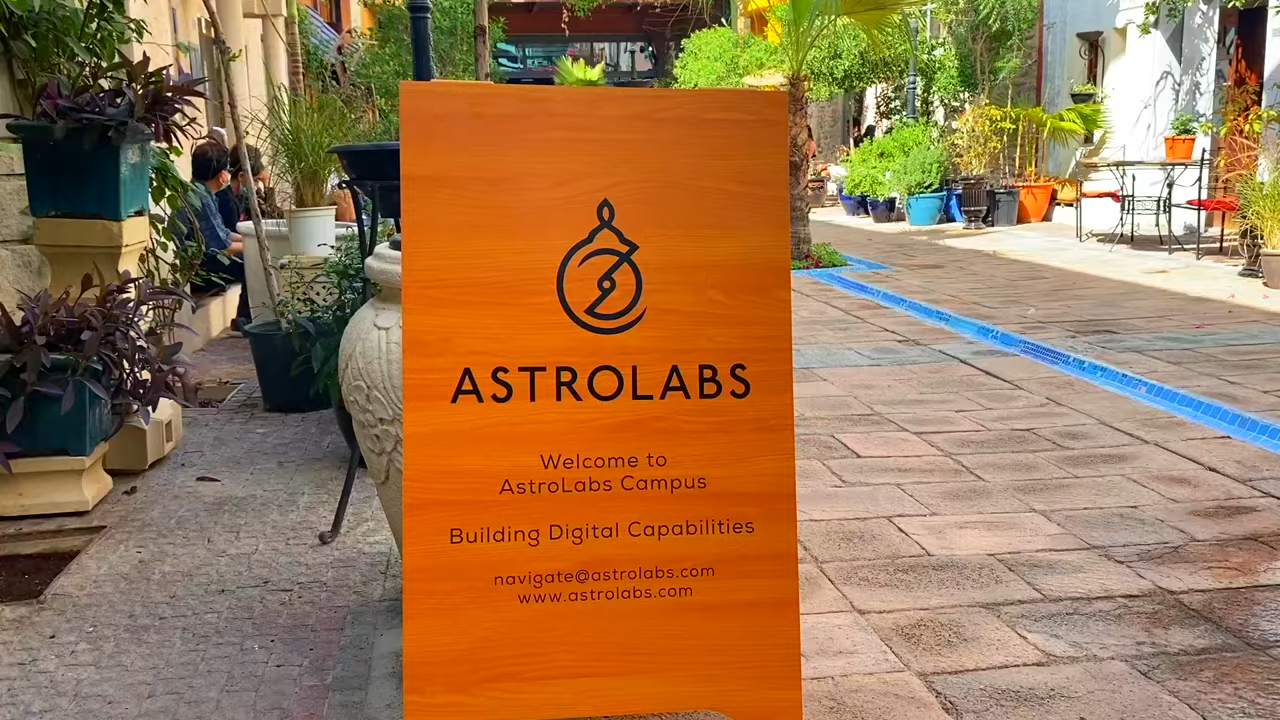 ASTROLABS
Welcome to
AstroLabs Campus
Building Digital Capabilities
navigate@astrolabs.com
www.astrolabs.com